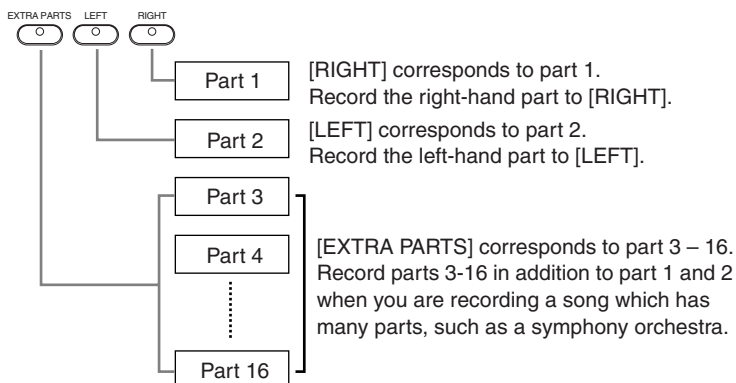 EXTRA PARTS LEFT RIGHT
Part 1
[RIGHT] corresponds to part 1.
Record the right-hand part to [RIGHT].
Part 2
[LEFT] corresponds to part 2.
Record the left-hand part to [LEFT].
Part 3
Part 4
Part 16
[EXTRA PARTS] corresponds to part 3 – 16.
Record parts 3-16 in addition to part 1 and 2
when you are recording a song which has
many parts, such as a symphony orchestra.